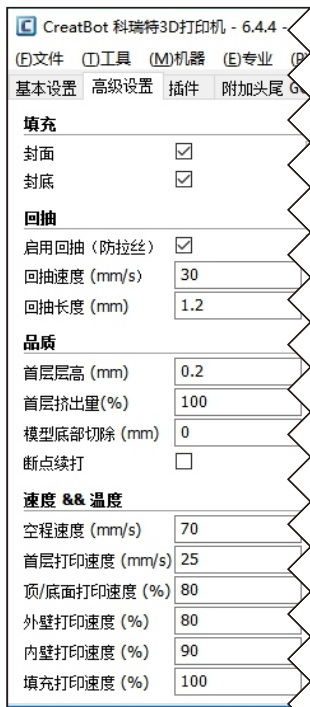 CreatBot 科瑞特3D打印机 - 6.4.4 -
(F)文件 (T)工具 (M)机器 (E)专业
基本设置 高级设置 插件 附加头尾 G
填充
封面
封底
回抽
启用回抽（防拉丝）
回抽速度 (mm/s) 30
回抽长度 (mm) 1.2
品质
首层层高 (mm) 0.2
首层挤出量(%) 100
模型底部切除 (mm) 0
断点续打
速度 && 温度
空程速度 (mm/s) 70
首层打印速度 (mm/s) 25
顶/底面打印速度 (%) 80
外壁打印速度 (%) 80
内壁打印速度 (%) 90
填充打印速度 (%) 100